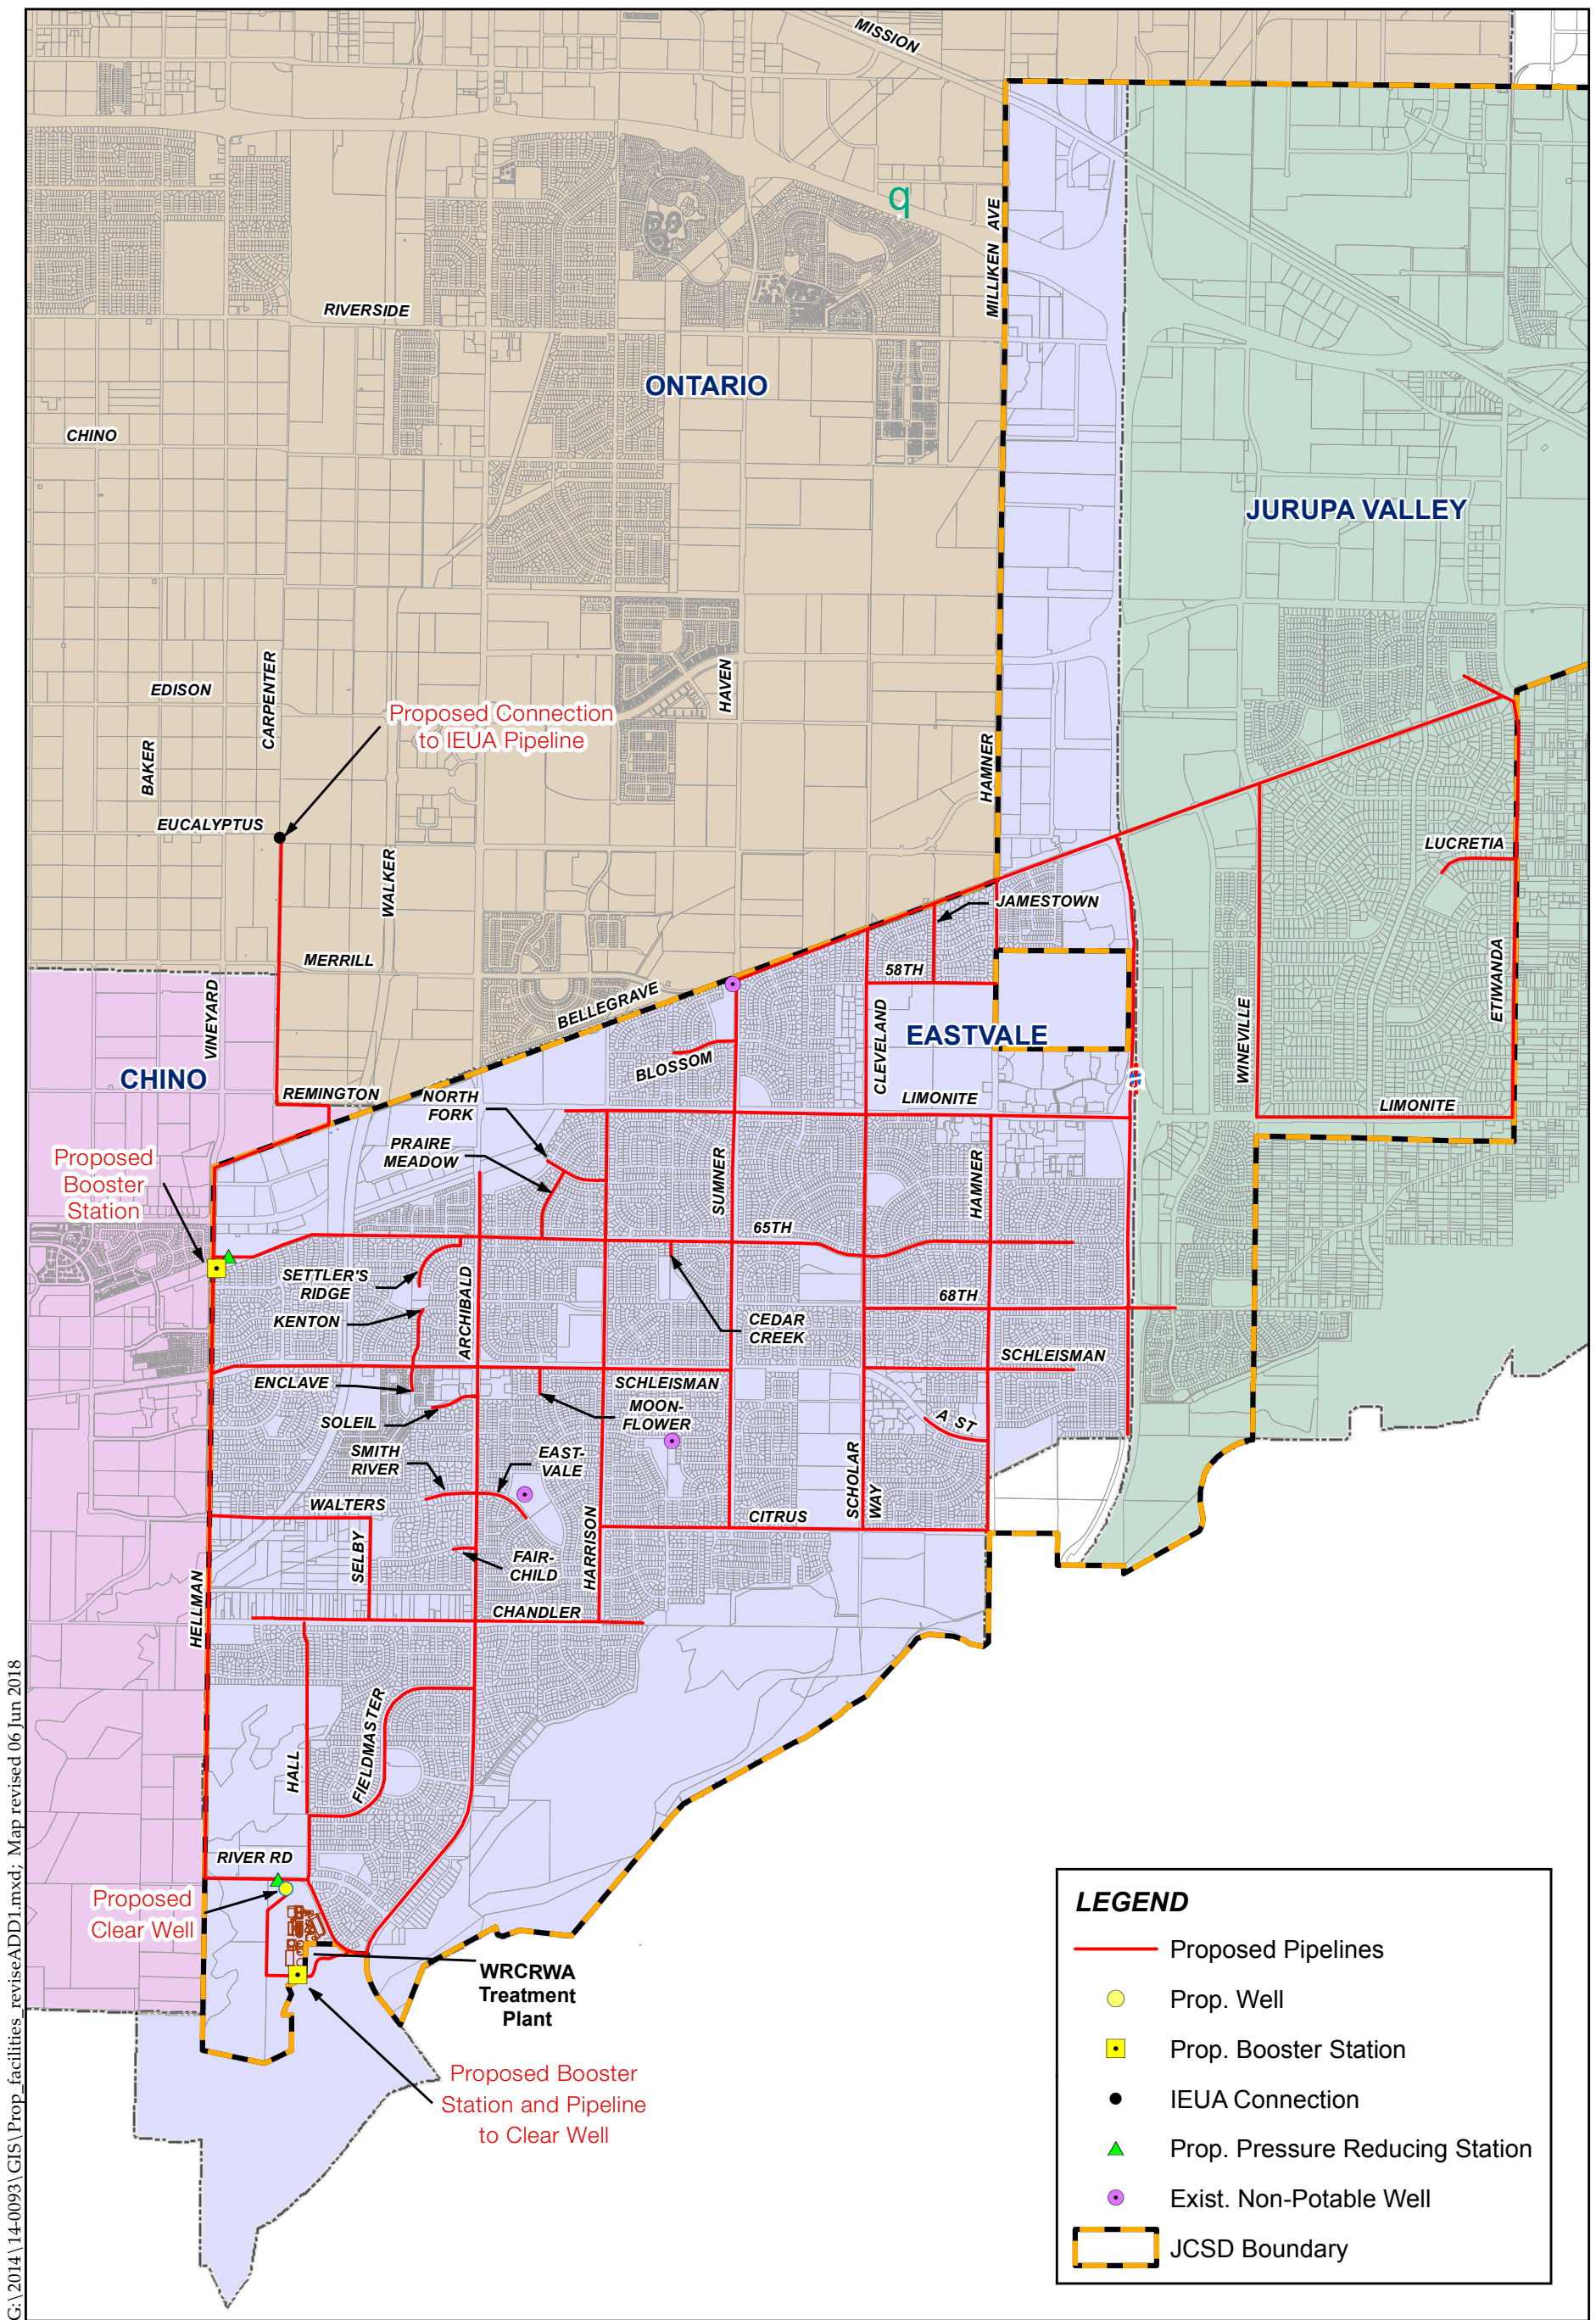 MISSION
q
MILLIKEN AVE
RIVERSIDE
ONTARIO
CHINO
JURUPA VALLEY
EDISON
CARPENTER
HAVEN
Proposed Connection
to IEUA Pipeline
BAKER
HAMNER
EUCALYPTUS
WALKER
LUCRETIA
JAMESTOWN
MERRILL
58TH
VINEYARD
BELLEGRAVE
ETIWANDA
EASTVALE
CLEVELAND
WINEVILLE
BLOSSOM
CHINO
REMINGTON
NORTH
FORK
LIMONITE
LIMONITE
PRAIRE
MEADOW
Proposed
Booster
Station
SUMNER
HAMNER
65TH
SETTLER'S
RIDGE
68TH
KENTON
ARCHIBALD
CEDAR
CREEK
SCHLEISMAN
ENCLAVE
SCHLEISMAN
SOLEIL
MOON-
FLOWER
A ST
SMITH
RIVER
EAST-
VALE
SCHOLAR
WAY
WALTERS
CITRUS
SELBY
HARRISON
FAIR-
CHILD
HELLMAN
CHANDLER
FIELDMASTER
HALL
RIVER RD
Proposed
Clear Well
WRCRWA
Treatment
Plant
Proposed Booster
Station and Pipeline
to Clear Well
LEGEND
Proposed Pipelines
Prop. Well
Prop. Booster Station
IEUA Connection
Prop. Pressure Reducing Station
Exist. Non-Potable Well
JCSD Boundary
G:\2014\14-0093\GIS\Prop_facilities_reviseADD1.mxd; Map revised 06 Jun 2018